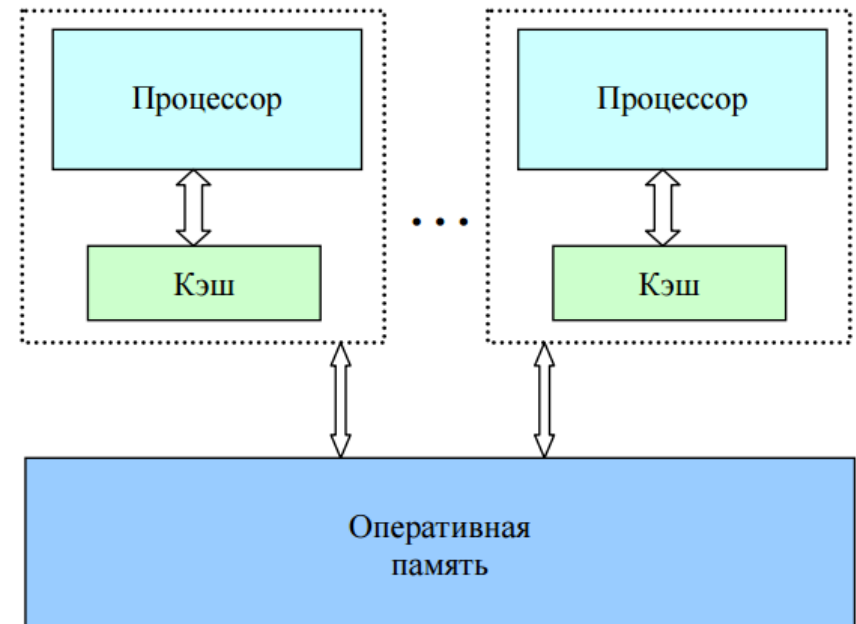 Процессор
Процессор
. . .
Кэш
Кэш
Оперативная
память